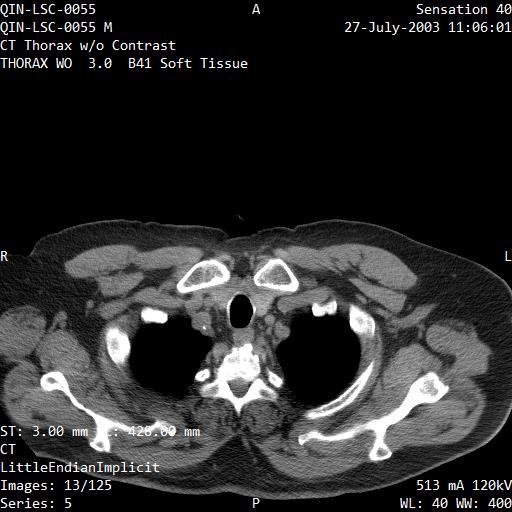 QIN-LSC-0055
A
Sensation 40
QIN-LSC-0055 M
27-July-2003 11:06:01
CT Thorax w/o Contrast
THORAX WO 3.0 B41 Soft Tissue
R
L
ST: 3.00 mm 428.00 mm
CT
LittleEndianImplicit
Images: 13/125
513 mA 120kV
Series: 5
P
WL: 40 WW: 400